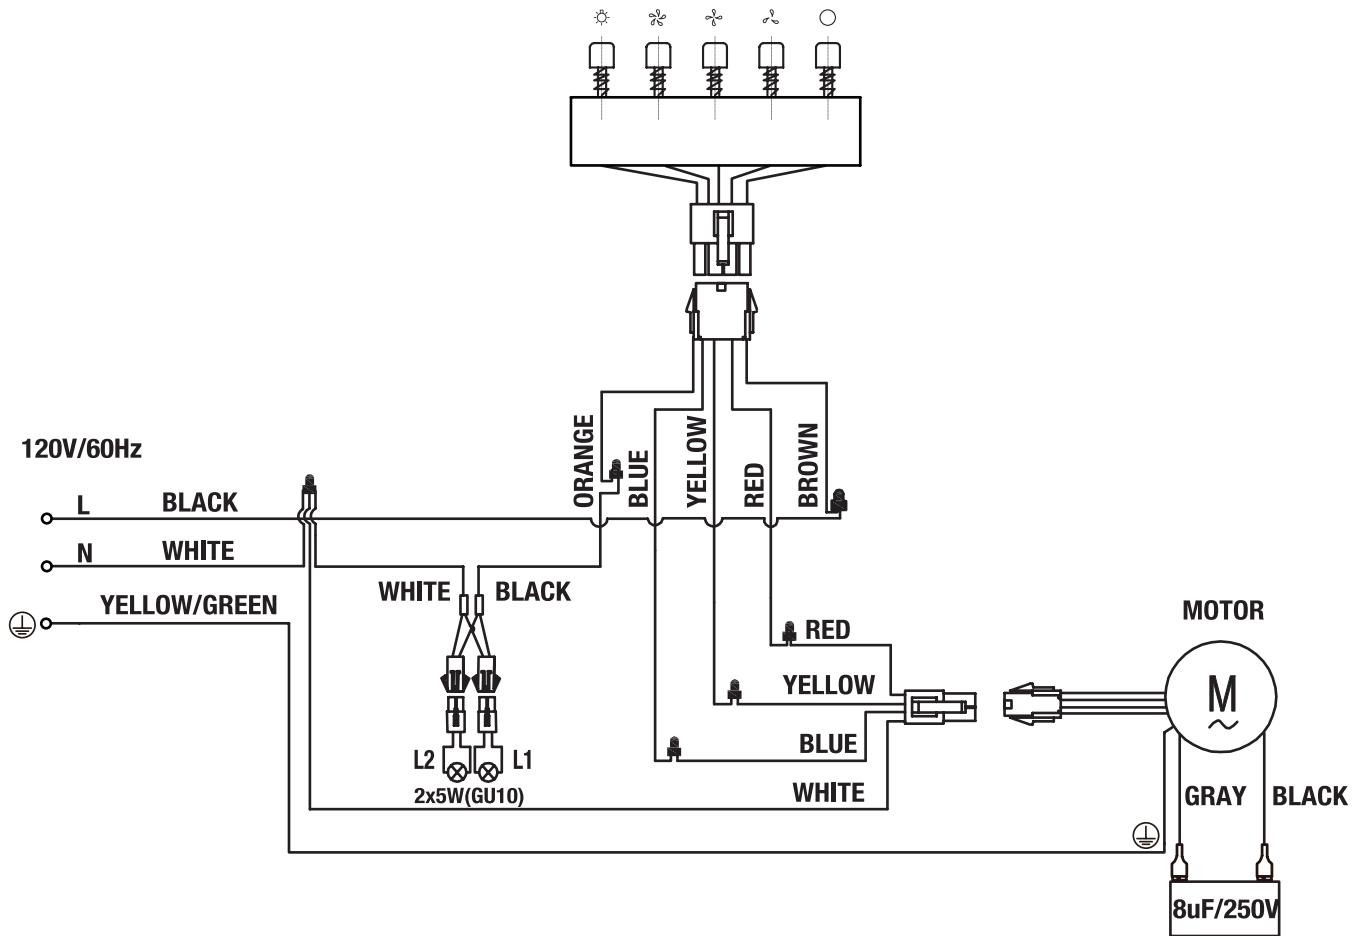 120V/60Hz
L BLACK
N WHITE
YELLOW/GREEN
ORANGE
BLUE
YELLOW
RED
BROWN
WHITE BLACK
RED
YELLOW
BLUE
WHITE
L2 L1
2x5W(GU10)
MOTOR
M
GRAY BLACK
8uF/250V